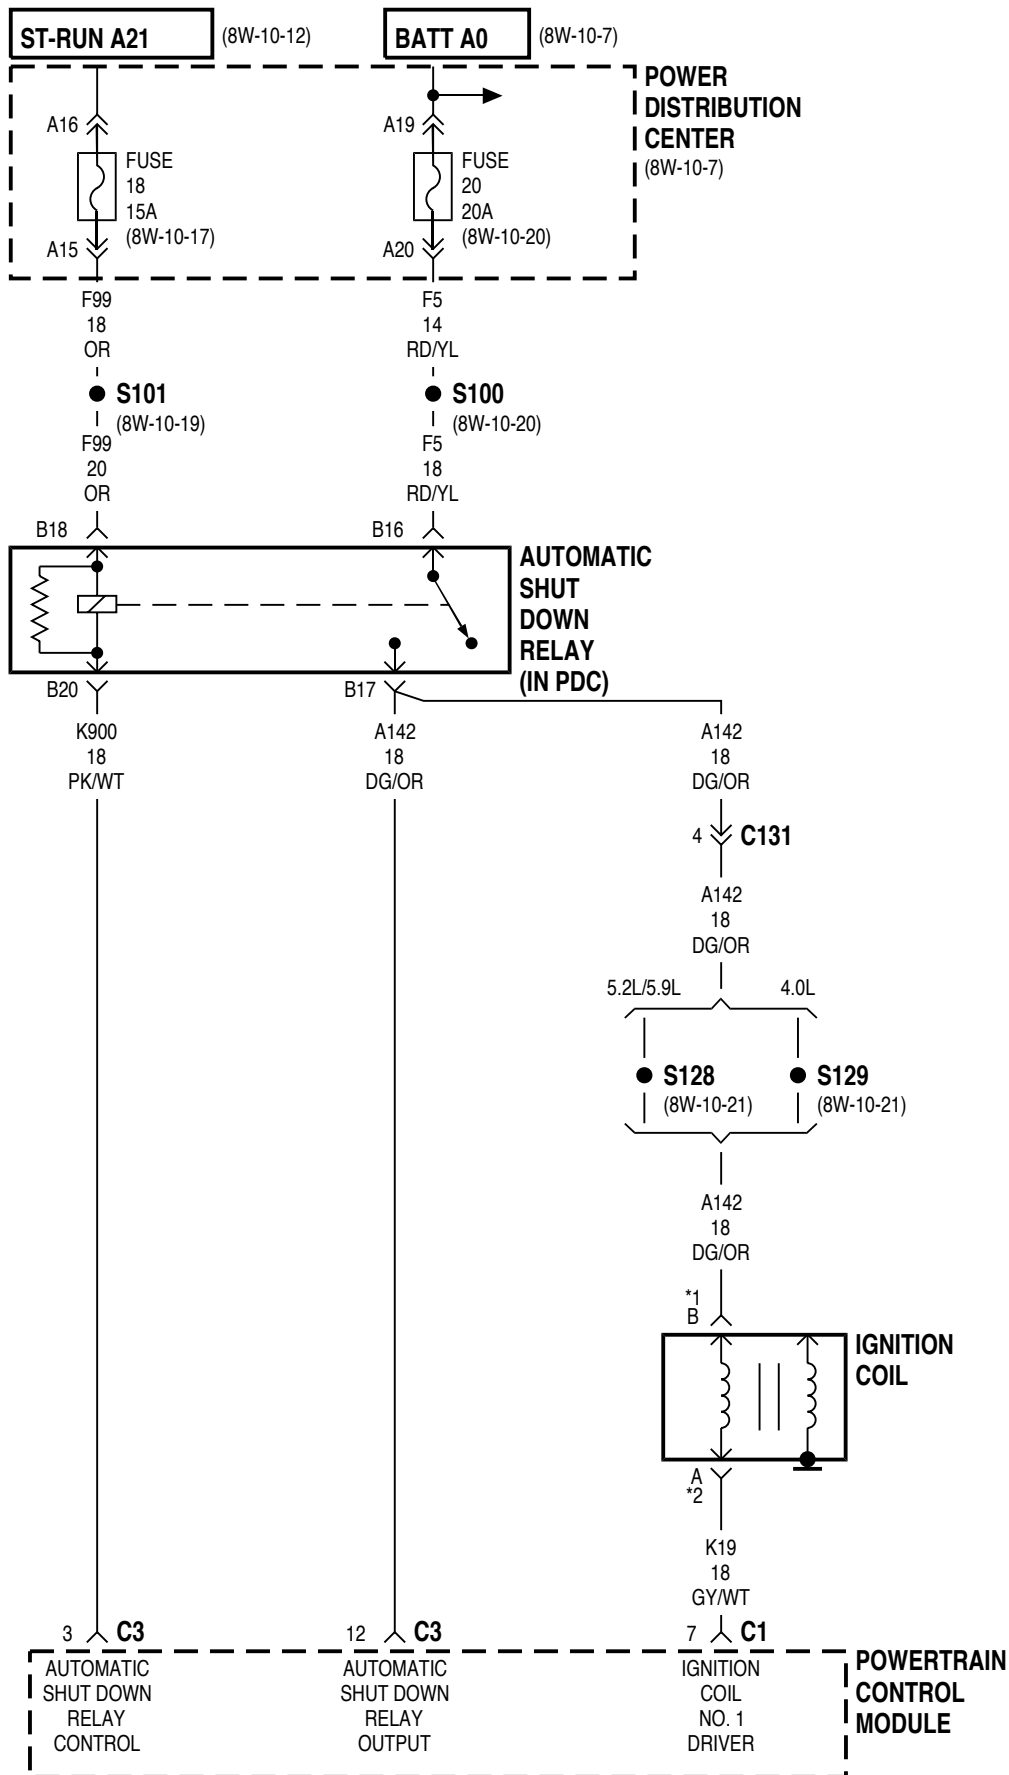 ST-RUN A21 (8W-10-12)
BATT A0 (8W-10-7)
POWER
DISTRIBUTION
CENTER
(8W-10-7)
A16
FUSE
18
15A
(8W-10-17)
A15
A19
FUSE
20
20A
(8W-10-20)
A20
F99
18
OR
S101
(8W-10-19)
F99
20
OR
B18
F5
14
RD/YL
S100
(8W-10-20)
F5
18
RD/YL
B16
AUTOMATIC
SHUT
DOWN
RELAY
(IN PDC)
B20
K900
18
PK/WT
B17
A142
18
DG/OR
A142
18
DG/OR
4 C131
A142
18
DG/OR
5.2L/5.9L 4.0L
S128
(8W-10-21)
S129
(8W-10-21)
A142
18
DG/OR
*1
B
IGNITION
COIL
A
*2
K19
18
GY/WT
3 C3
12 C3
7 C1
AUTOMATIC
SHUT DOWN
RELAY
CONTROL
AUTOMATIC
SHUT DOWN
RELAY
OUTPUT
IGNITION
COIL
NO. 1
DRIVER
POWERTRAIN
CONTROL
MODULE